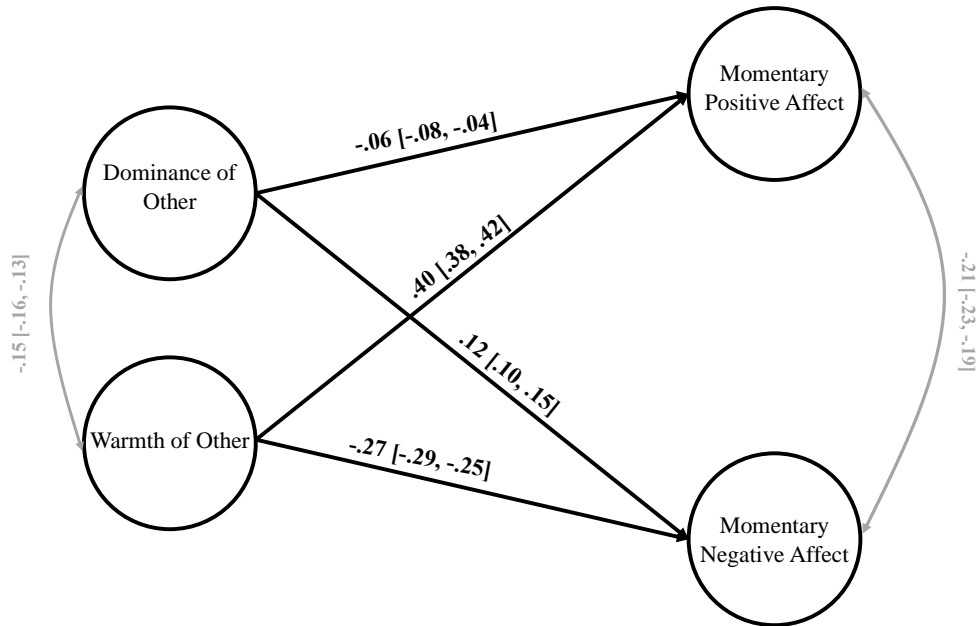 Momentary
Positive Affect
-.06 [-.08, -.04]
Dominance of
Other
.40 [.38, .42]
-.15 [-.16, -.13]
-.21 [-.23, -.19]
.12 [.10, .15]
Warmth of Other
-.27 [-.29, -.25]
Momentary
Negative Affect